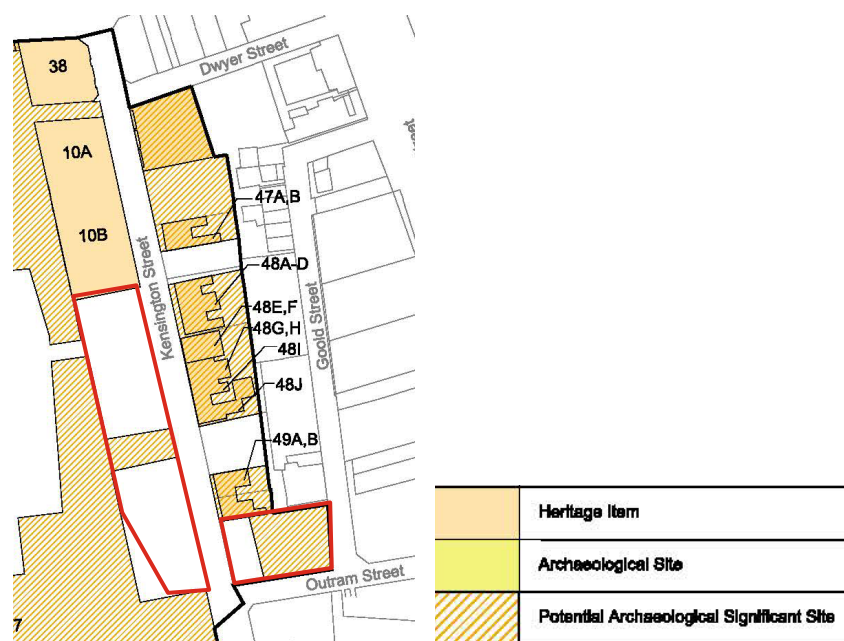 38
Dwyer Street
10A
47A,B
10B
Kensington Street
48A-D
48E,F
48G,H
48I
Goold Street
48J
49A,B
Outram Street
7
Heritage Item
Archaeological Site
Potential Archaeological Significant Site